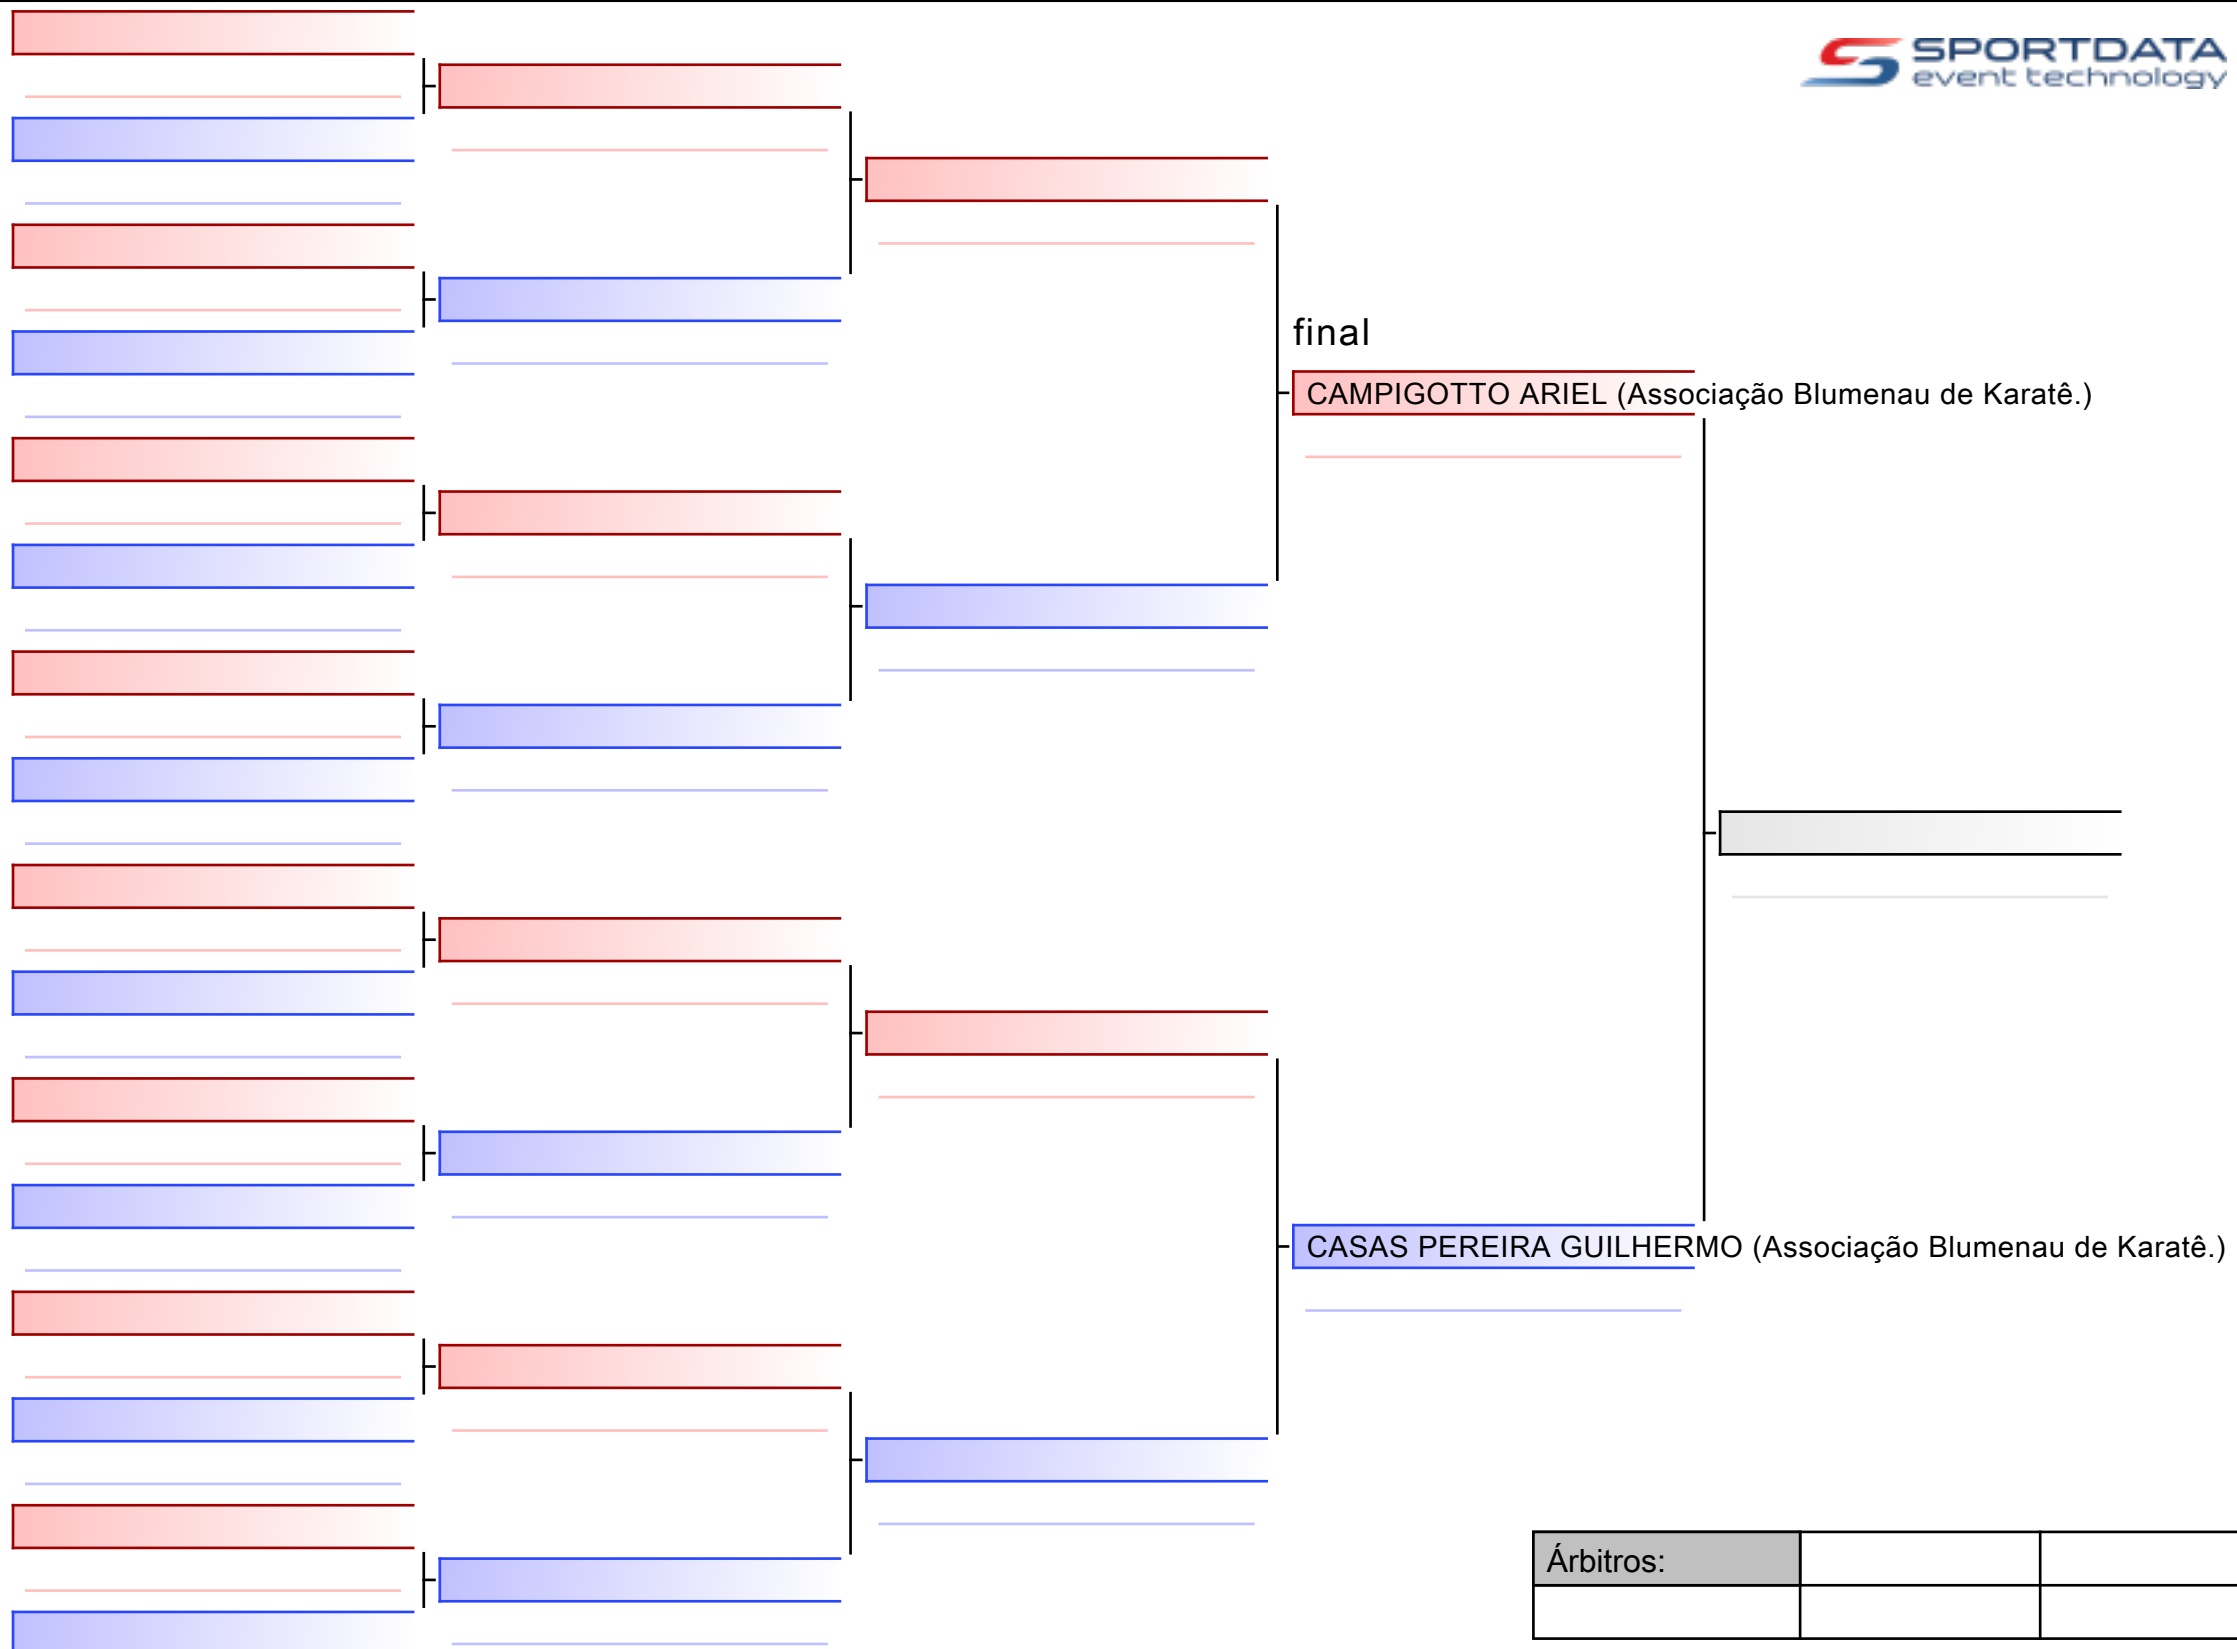 SPORTDATA
event technology
final
CAMPIGOTTO ARIEL (Associação Blumenau de Karatê.)
CASAS PEREIRA GUILHERMO (Associação Blumenau de Karatê.)
Árbitros: